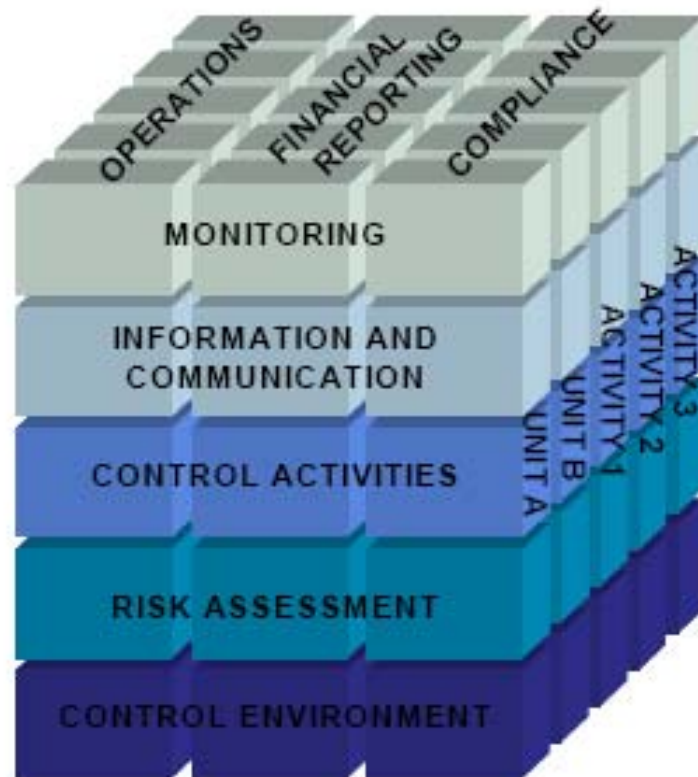 OPERATIONS
FINANCIAL
REPORTING
COMPLIANCE
MONITORING
INFORMATION AND
COMMUNICATION
CONTROL ACTIVITIES
RISK ASSESSMENT
CONTROL ENVIRONMENT
UNIT A
UNIT B
ACTIVITY 1
ACTIVITY 2
ACTIVITY 3